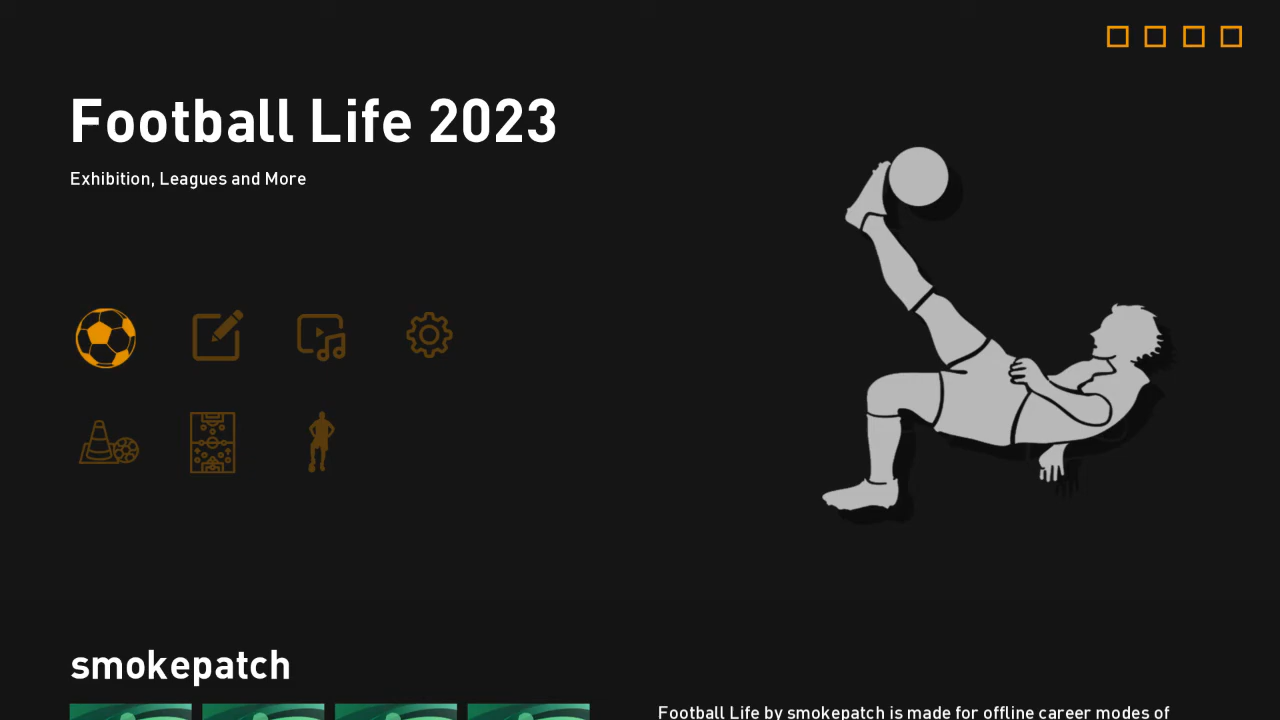 Football Life 2023
Exhibition, Leagues and More
smokepatch
Football Life by smokepatch is made for offline career modes of